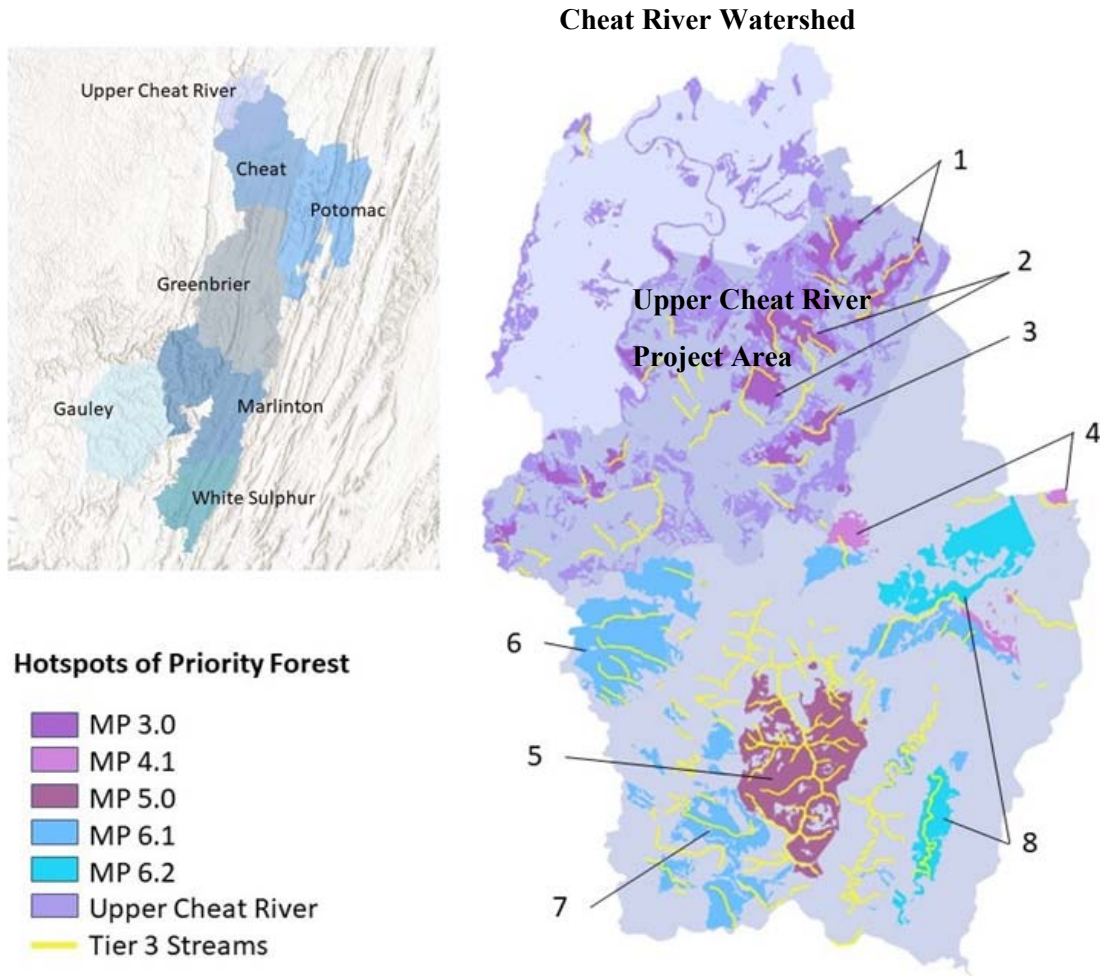 Cheat River Watershed
Upper Cheat River
Cheat
Potomac
Greenbrier
Gauley
Marlinton
White Sulphur
Upper Cheat River
Project Area
1
2
3
4
5
6
7
8
Hotspots of Priority Forest
MP 3.0
MP 4.1
MP 5.0
MP 6.1
MP 6.2
Upper Cheat River
Tier 3 Streams